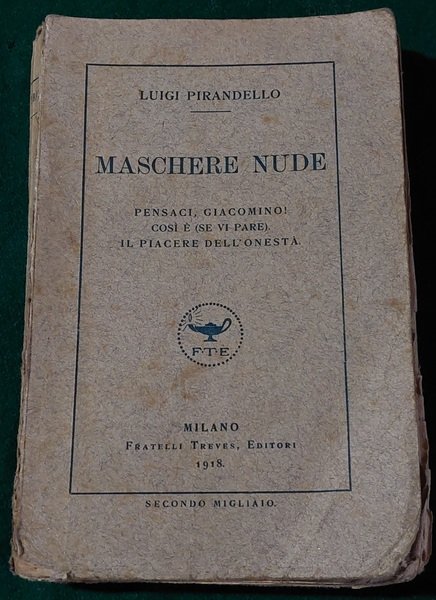 LUIGI PIRANDELLO
MASCHERE NUDE
PENSACI, GIACOMINO!
COSÌ È (SE VI PARE).
IL PIACERE DELL'ONESTÀ.
F·T·E
MILANO
FRATELLI TREVES, EDITORI
1918.
SECONDO MIGLIAIO.